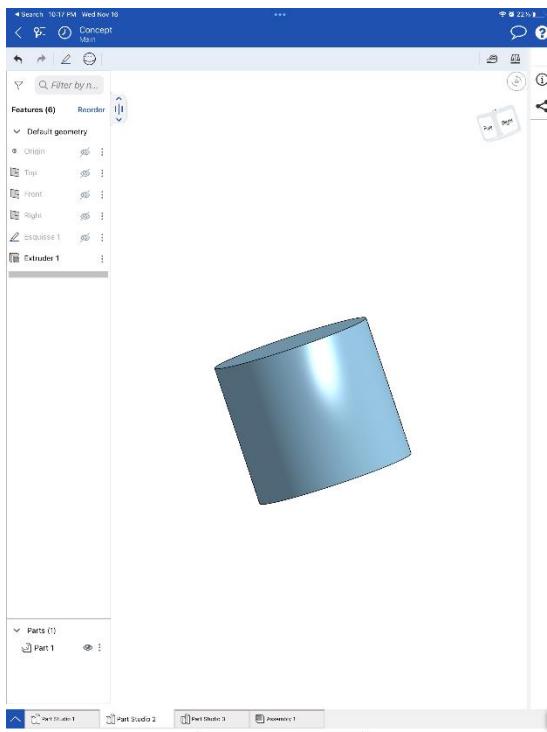 Search 10:17 PM Wed Nov 16
22%
Concept
Main
Filter by n...
Features (6) Reorder
Default geometry
Origin
Top
Front
Right
Esquisse 1
Extruder 1
Right
Parts (1)
Part 1
Part Studio 1 Part Studio 2 Part Studio 3 Assembly 1